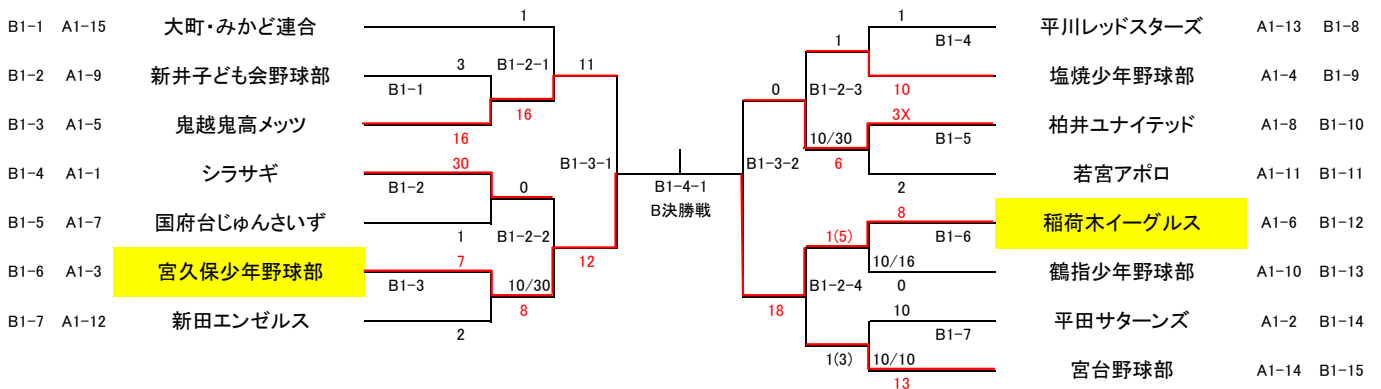 1
1
B1-1 A1-15 大町・みかど連合
平川レッドスターズ A1-13 B1-8
1
B1-4
3
B1-2-1
11
B1-2 A1-9 新井子ども会野球部
塩焼少年野球部 A1-4 B1-9
B1-1
0
B1-2-3
10
16
3X
B1-3 A1-5 鬼越鬼高メッツ
柏井ユナイテッド A1-8 B1-10
16
10/30
B1-5
30
B1-3-1
B1-3-2
6
B1-4 A1-1 シラサギ
若宮アポロ A1-11 B1-11
B1-2
0
B1-4-1
2
B決勝戦
8
B1-5 A1-7 国府台じゅんさいず
稲荷木イーグルス A1-6 B1-12
1
B1-2-2
1(5)
B1-6
7
12
10/16
B1-6 A1-3 宮久保少年野球部
鶴指少年野球部 A1-10 B1-13
B1-3
10/30
B1-2-4
0
8
18
10
B1-7 A1-12 新田エンゼルス
平田サターンズ A1-2 B1-14
2
B1-7
1(3)
10/10
宮台野球部 A1-14 B1-15
13